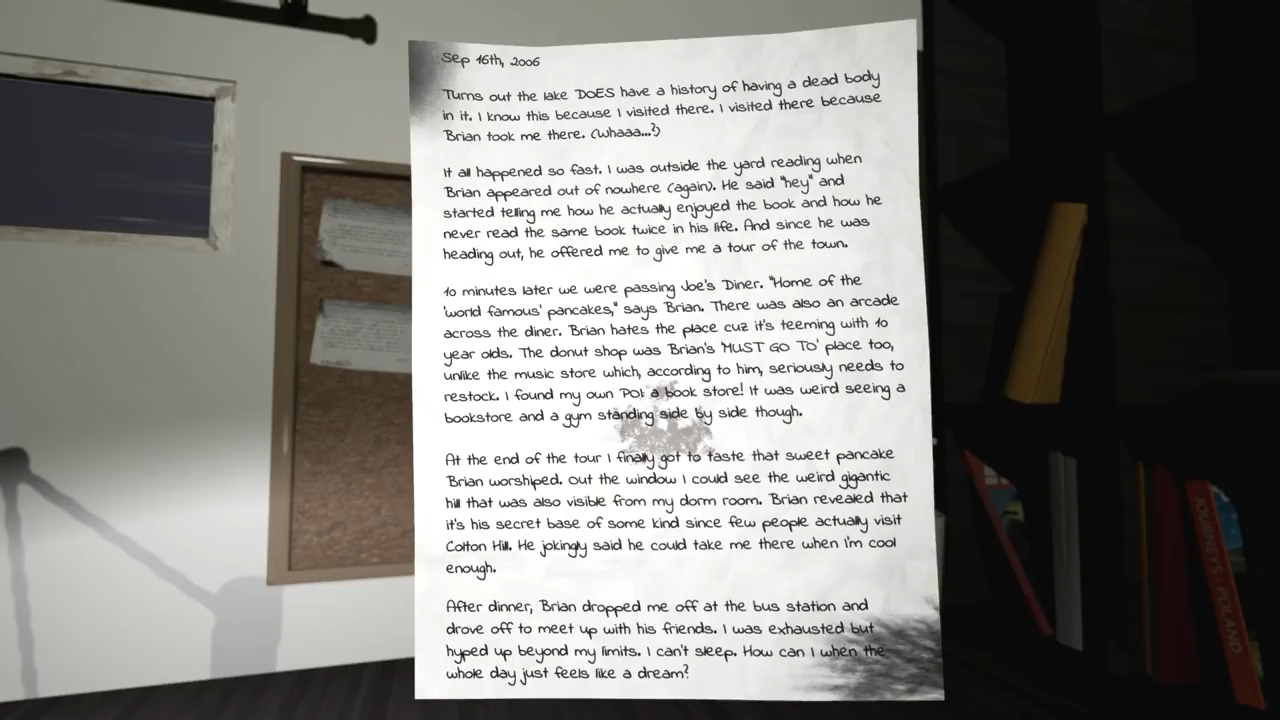 Sep 16th, 2006
Turns out the lake DOES have a history of having a dead body
in it. I know this because I visited there. I visited there because
Brian took me there. (Whaaa...?)
It all happened so fast. I was outside the yard reading when
Brian appeared out of nowhere (again). He said "hey" and
started telling me how he actually enjoyed the book and how he
never read the same book twice in his life. And since he was
heading out, he offered me to give me a tour of the town.
10 minutes later we were passing Joe's Diner. "Home of the
'world famous' pancakes," says Brian. There was also an arcade
across the diner. Brian hates the place cuz it's teeming with 10
year olds. The donut shop was Brian's 'MUST GO TO' place too,
unlike the music store which, according to him, seriously needs to
restock. I found my own POI: a book store! It was weird seeing a
bookstore and a gym standing side by side though.
At the end of the tour I finally got to taste that sweet pancake
Brian worshiped. Out the window I could see the weird gigantic
hill that was also visible from my dorm room. Brian revealed that
it's his secret base of some kind since few people actually visit
Colton Hill. He jokingly said he could take me there when I'm cool
enough.
After dinner, Brian dropped me off at the bus station and
drove off to meet up with his friends. I was exhausted but
hyped up beyond my limits. I can't sleep. How can I when the
whole day just feels like a dream?
JOURNEYS: POLAND